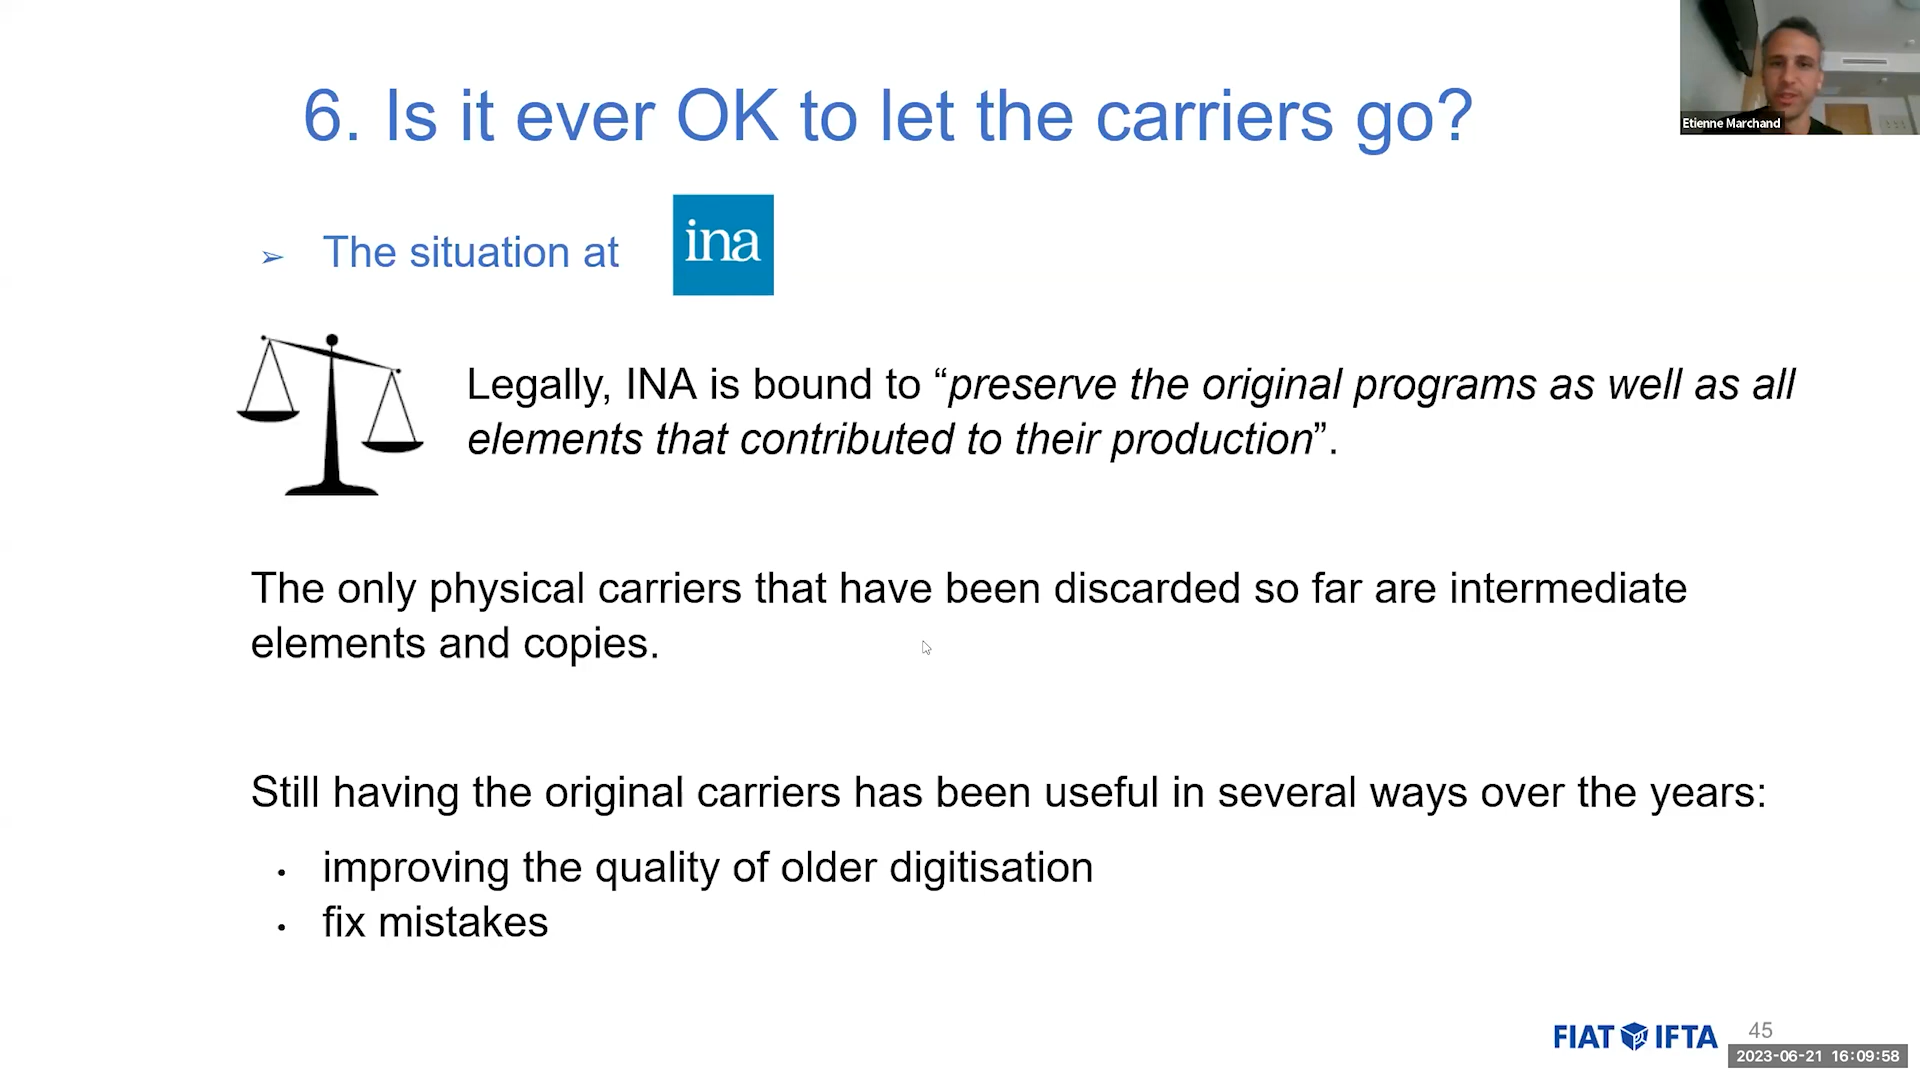 6. Is it ever OK to let the carriers go?
Etienne Marchand
➢ The situation at
ina
Legally, INA is bound to “preserve the original programs as well as all
elements that contributed to their production”.
The only physical carriers that have been discarded so far are intermediate
elements and copies.
Still having the original carriers has been useful in several ways over the years:
• improving the quality of older digitisation
• fix mistakes
FIAT IFTA
45
2023-06-21 16:09:58